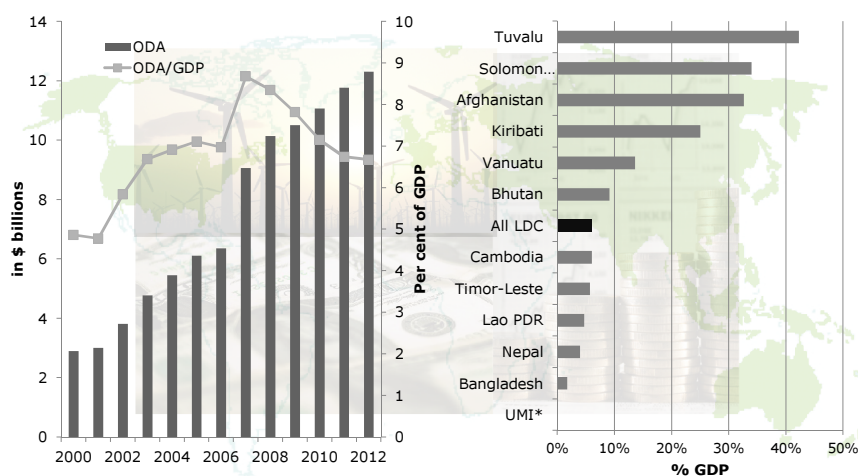 14
12
10
8
6
4
2
0
in $ billions
ODA
ODA/GDP
10
9
8
7
6
5
4
3
2
1
0
Per cent of GDP
2000 2002 2004 2006 2008 2010 2012
Tuvalu
Solomon...
Afghanistan
Kiribati
Vanuatu
Bhutan
All LDC
Cambodia
Timor-Leste
Lao PDR
Nepal
Bangladesh
UMI*
0% 10% 20% 30% 40% 50%
% GDP
NIKKEI